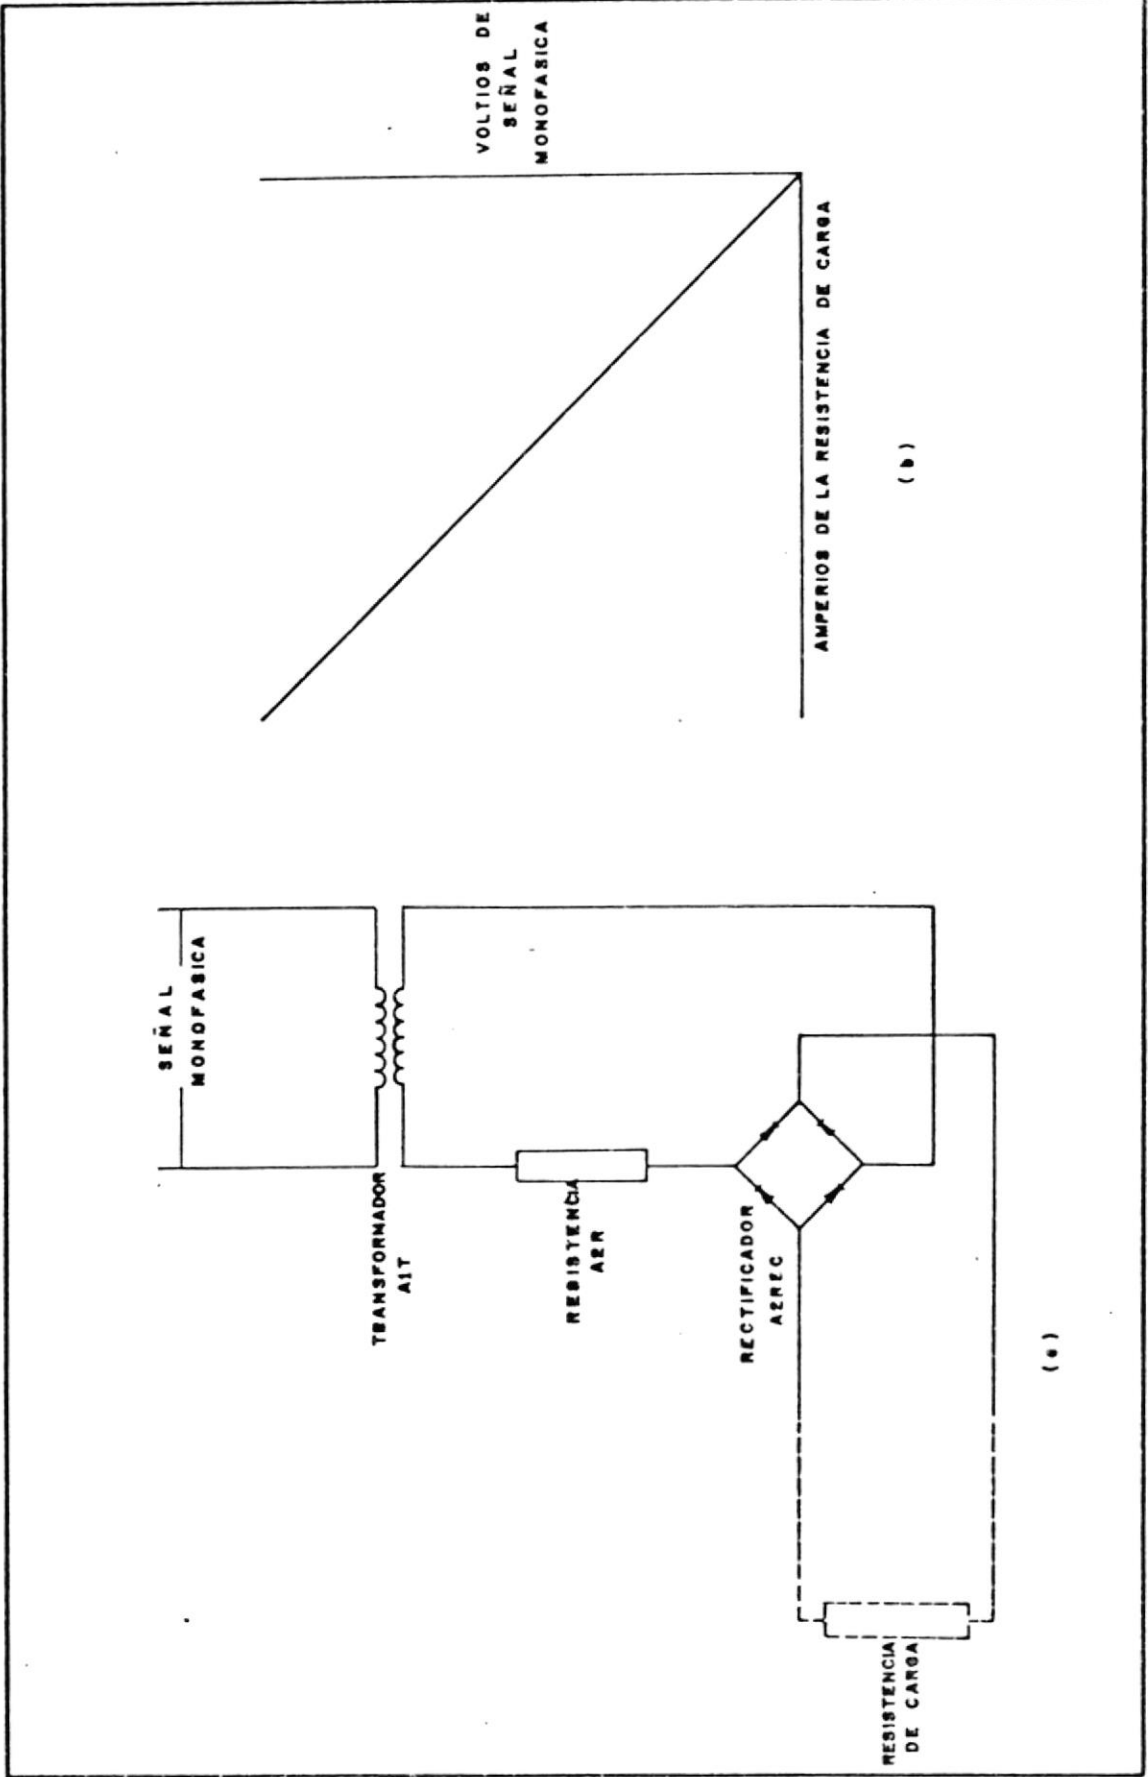 SEÑAL
MONOFASICA
TRANSFORMADOR
A1T
RESISTENCIA
A2R
RECTIFICADOR
A2REC
RESISTENCIA
DE CARGA
(a)
VOLTIOS DE
SEÑAL
MONOFASICA
AMPERIOS DE LA RESISTENCIA DE CARGA
(b)